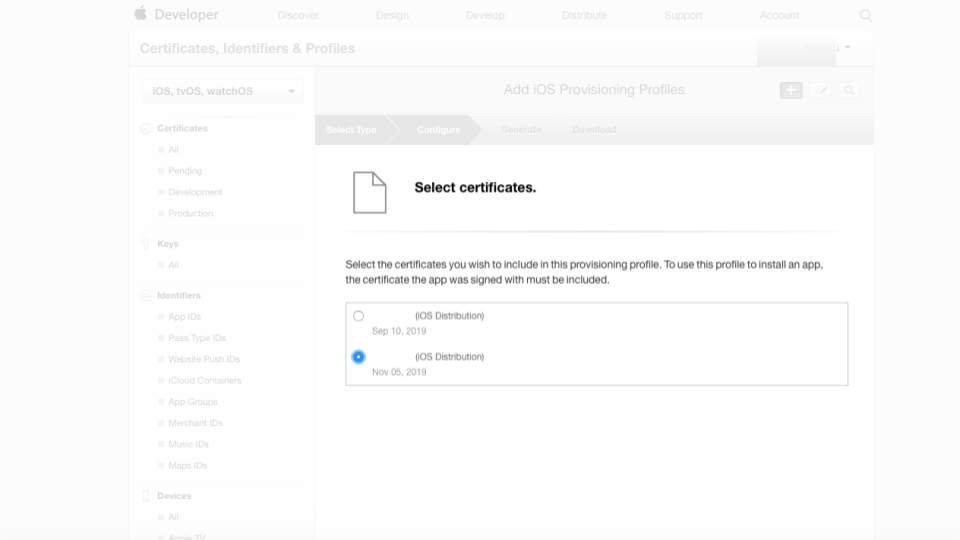 Developer
Discover
Design
Develop
Distribute
Support
Account
Certificates, Identifiers & Profiles
iOS, tvOS, watchOS
Add iOS Provisioning Profiles
Certificates
Select Type
Configure
Generate
Download
All
Pending
Development
Production
Keys
All
Identifiers
App IDs
Pass Type IDs
Website Push IDs
iCloud Containers
App Groups
Merchant IDs
Music IDs
Maps IDs
Devices
All
Apple TV
Select certificates.
Select the certificates you wish to include in this provisioning profile. To use this profile to install an app,
the certificate the app was signed with must be included.
(iOS Distribution)
Sep 10, 2019
(iOS Distribution)
Nov 05, 2019